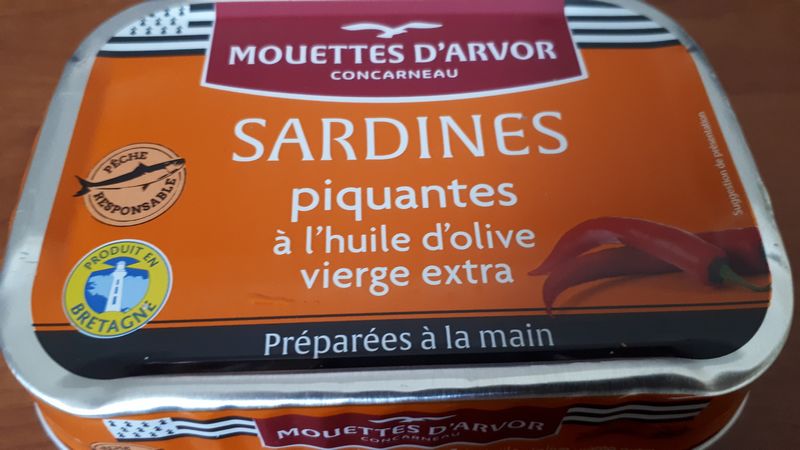 MOUETTES D'ARVOR
CONCARNEAU
SARDINES
piquantes
à l'huile d'olive
vierge extra
PÊCHE
RESPONSABLE
PRODUIT EN
BRETAGNE
Suggestion de présentation
Préparées à la main
MOUETTES D'ARVOR
CONCARNEAU